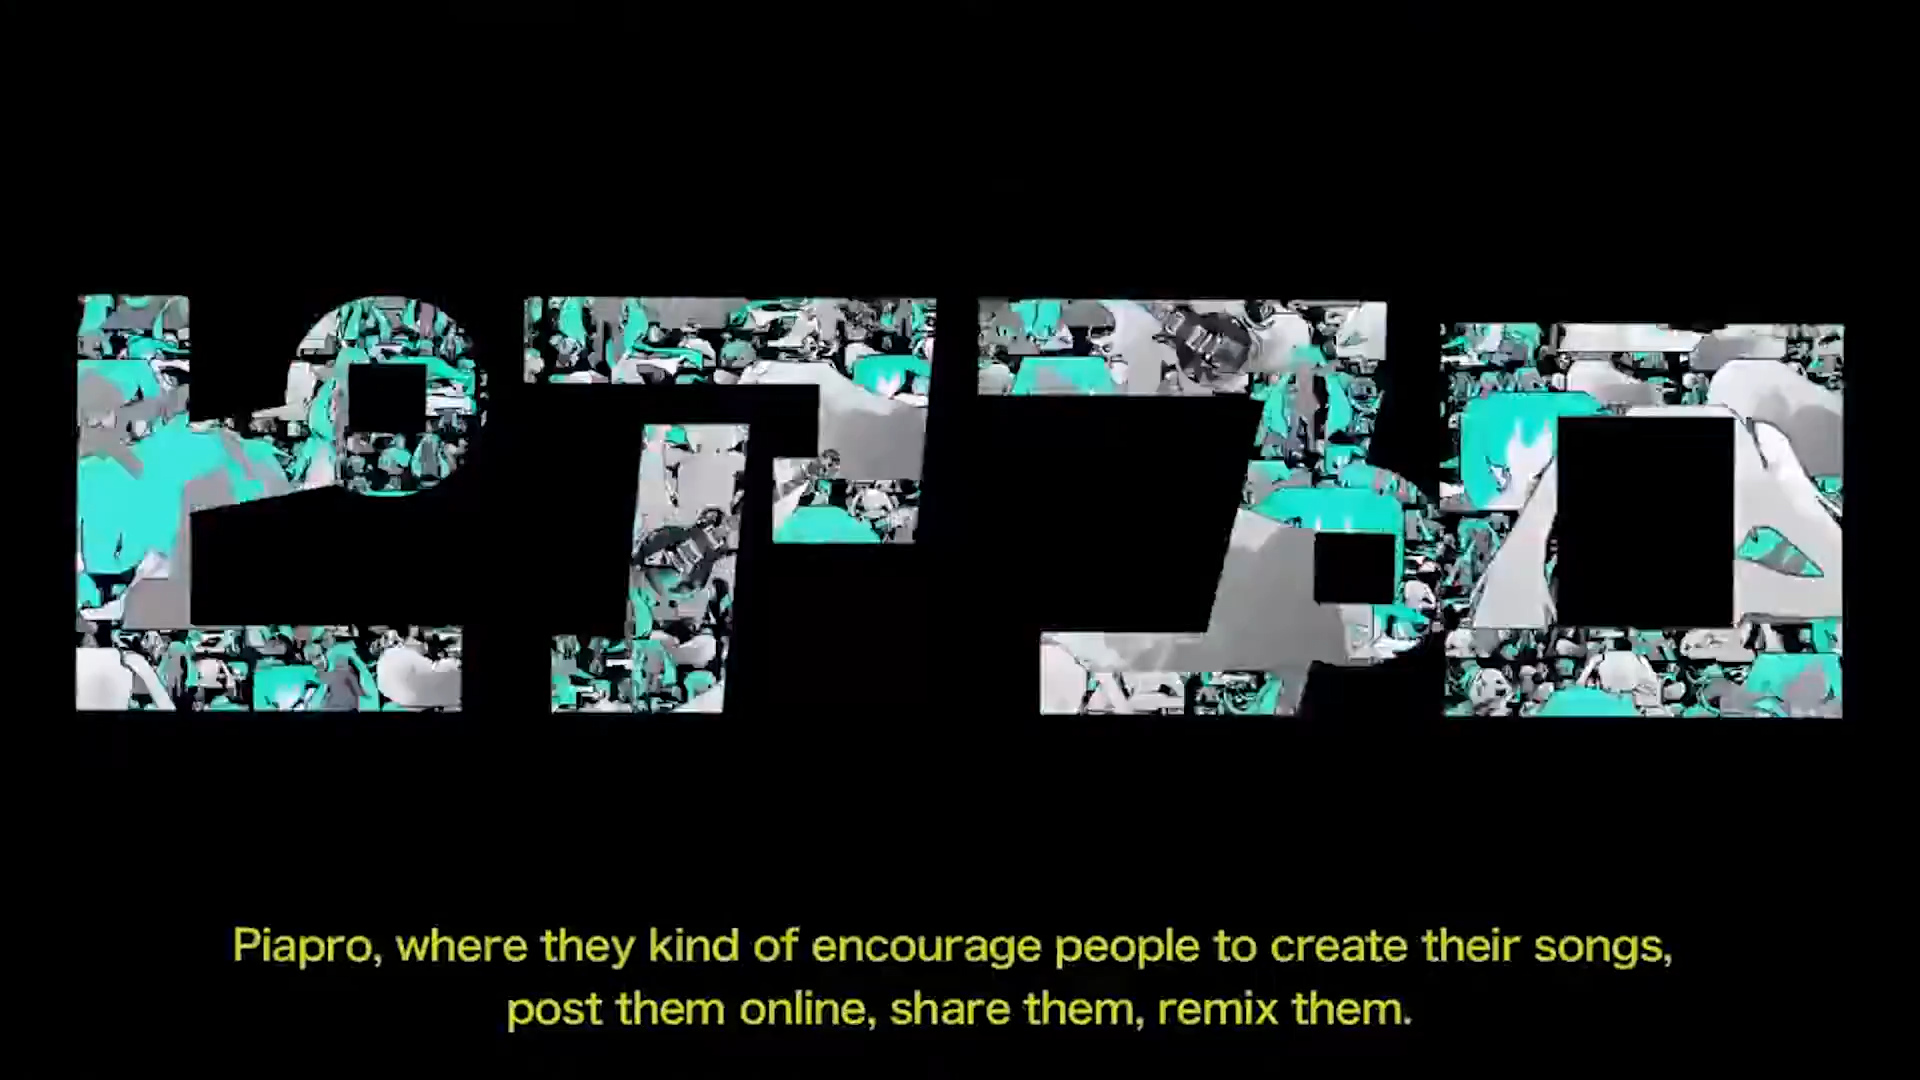 ピアプロ
Piapro, where they kind of encourage people to create their songs,
post them online, share them, remix them.